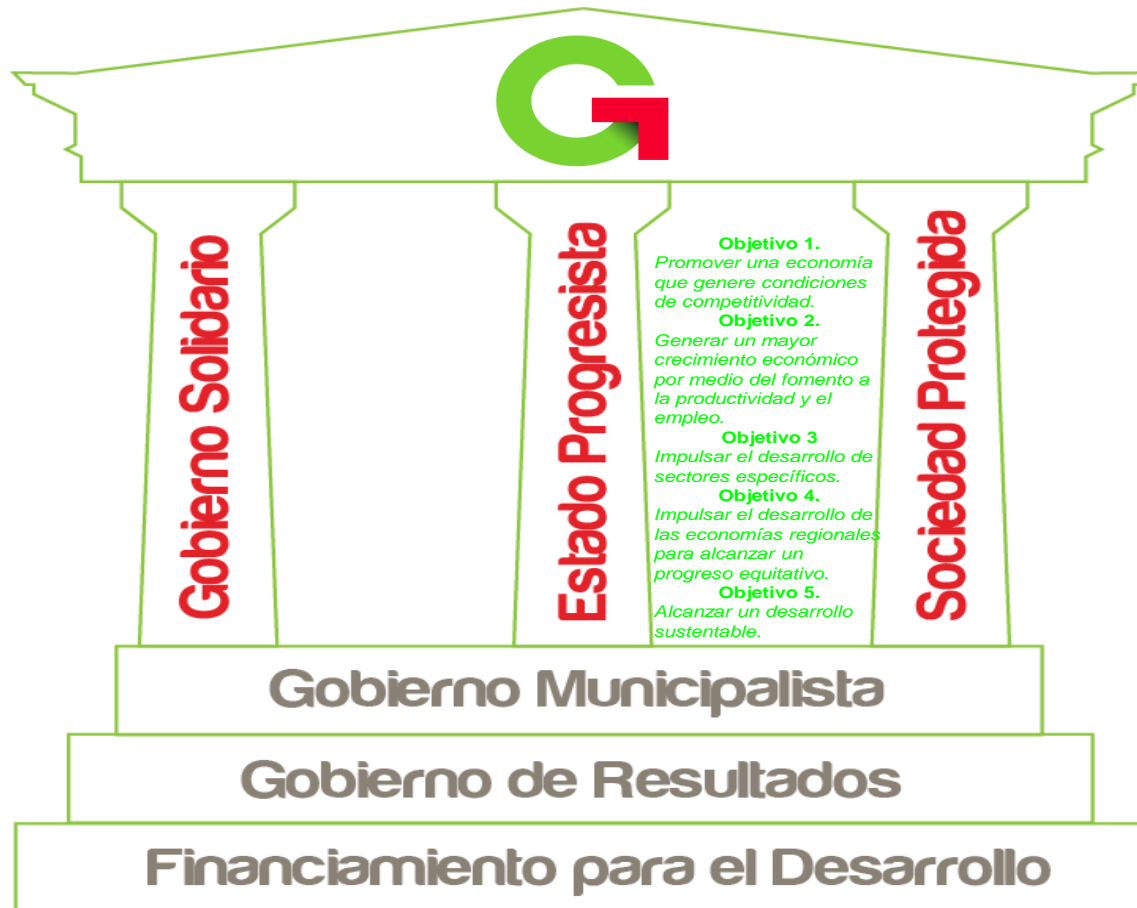 G
Gobierno Solidario
Estado Progresista
Objetivo 1.
Promover una economía
que genere condiciones
de competitividad.
Objetivo 2.
Generar un mayor
crecimiento económico
por medio del fomento a
la productividad y el
empleo.
Objetivo 3
Impulsar el desarrollo de
sectores específicos.
Objetivo 4.
Impulsar el desarrollo de
las economías regionales
para alcanzar un
progreso equitativo.
Objetivo 5.
Alcanzar un desarrollo
sustentable.
Sociedad Protegida
Gobierno Municipalista
Gobierno de Resultados
Financiamiento para el Desarrollo